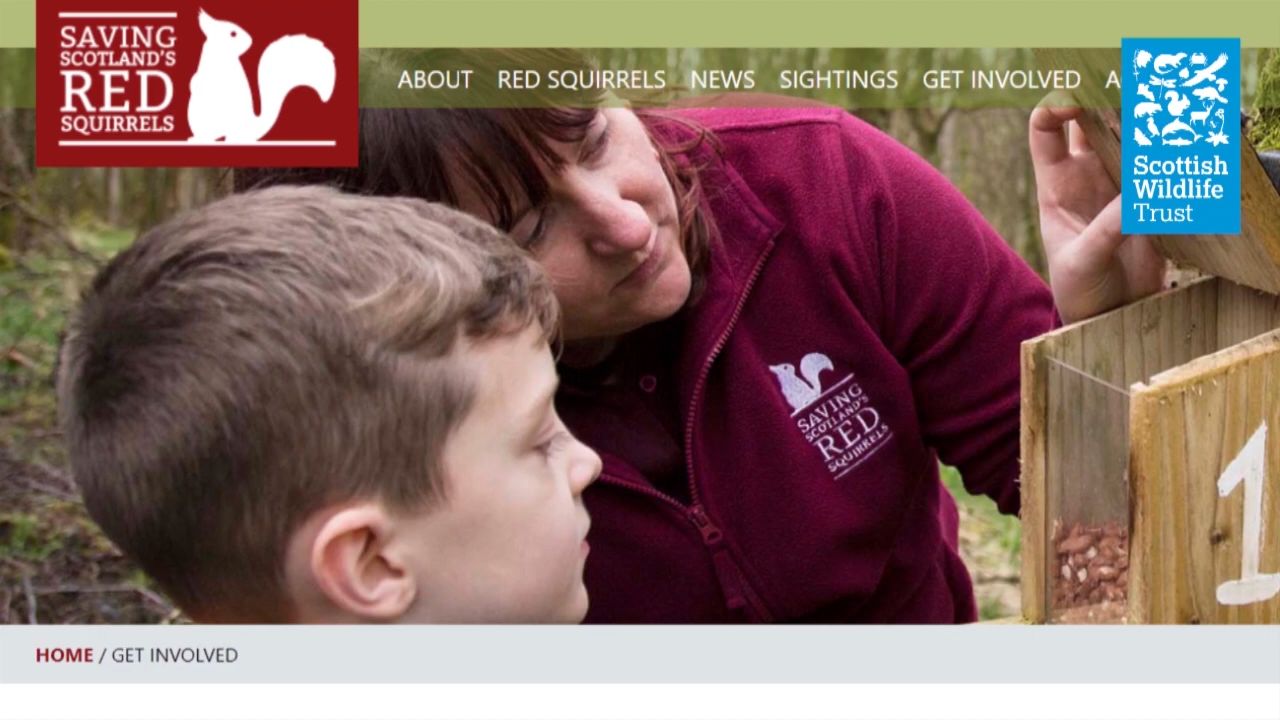 SAVING
SCOTLAND'S
RED
SQUIRRELS
ABOUT RED SQUIRRELS NEWS SIGHTINGS GET INVOLVED A
Scottish
Wildlife
Trust
SAVING
SCOTLAND'S
RED
SQUIRRELS
1
HOME / GET INVOLVED